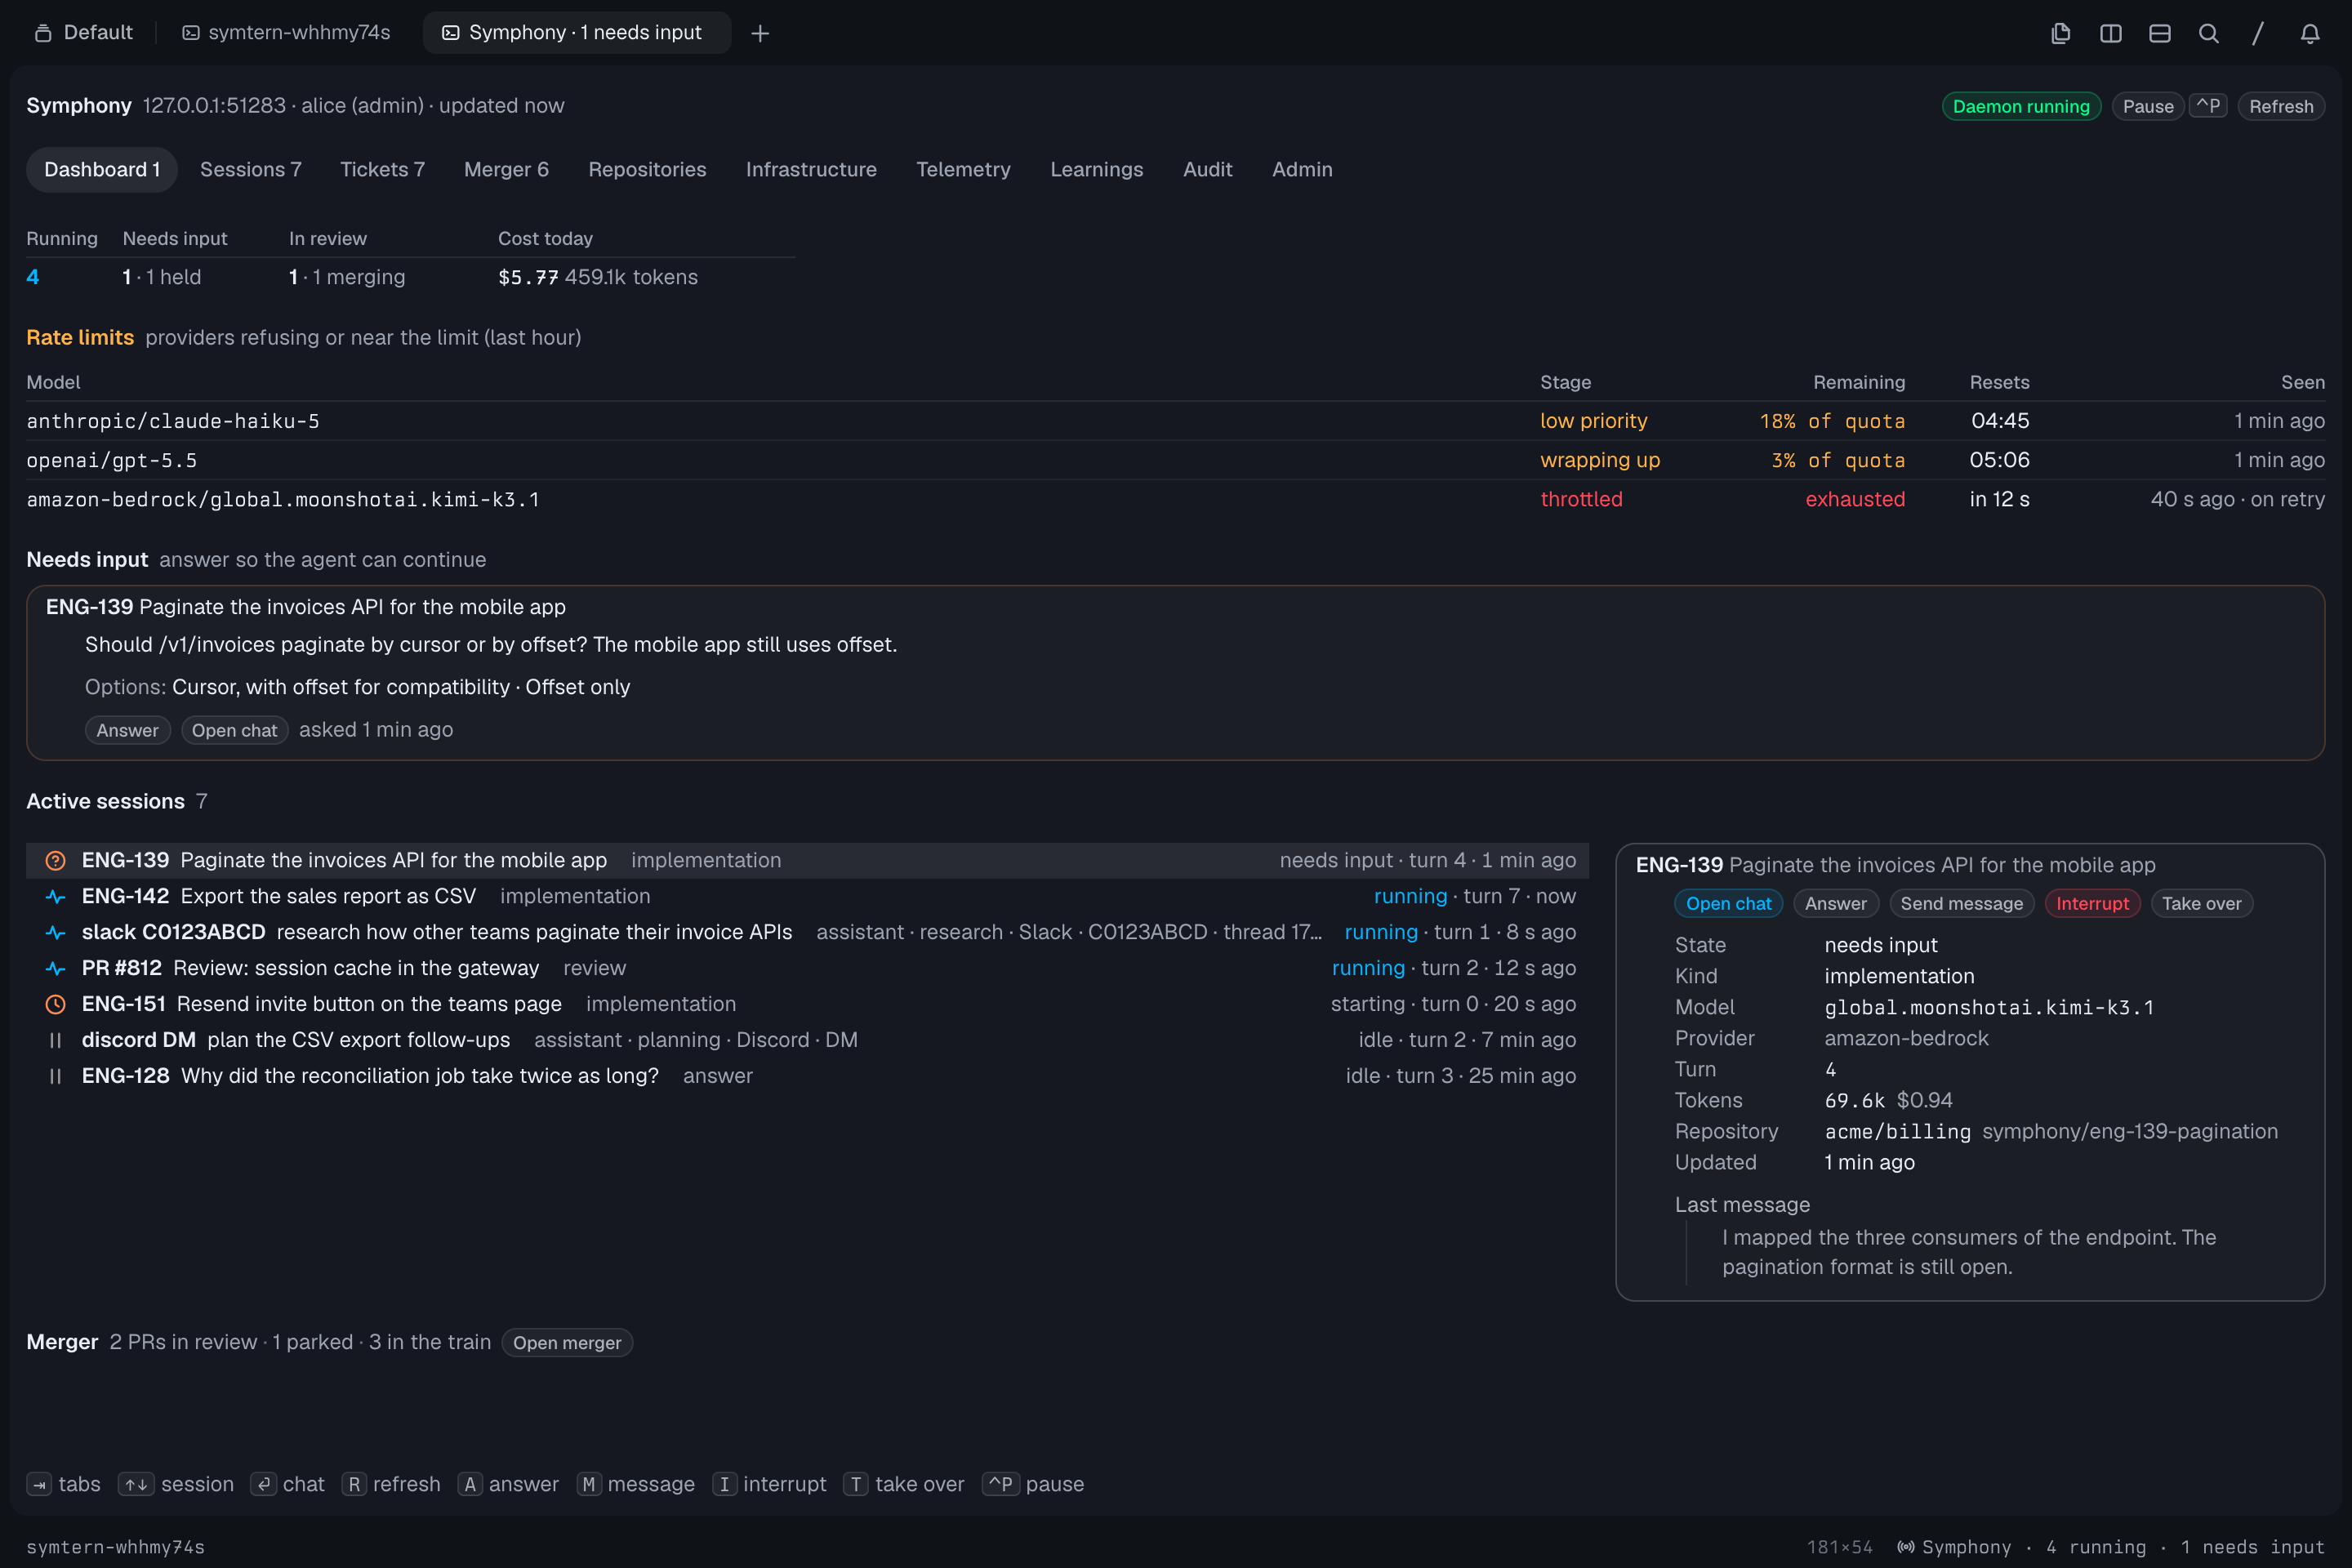 Default symtern-whhmy74s Symphony · 1 needs input +
Symphony 127.0.0.1:51283 · alice (admin) · updated now Daemon running Pause ^P Refresh
Dashboard 1 Sessions 7 Tickets 7 Merger 6 Repositories Infrastructure Telemetry Learnings Audit Admin
Running Needs input In review Cost today
4 1 · 1 held 1 · 1 merging $5.77 459.1k tokens
Rate limits providers refusing or near the limit (last hour)
Model Stage Remaining Resets Seen
anthropic/claude-haiku-5 low priority 18% of quota 04:45 1 min ago
openai/gpt-5.5 wrapping up 3% of quota 05:06 1 min ago
amazon-bedrock/global.moonshotai.kimi-k3.1 throttled exhausted in 12 s 40 s ago · on retry
Needs input answer so the agent can continue
ENG-139 Paginate the invoices API for the mobile app
Should /v1/invoices paginate by cursor or by offset? The mobile app still uses offset.
Options: Cursor, with offset for compatibility · Offset only
Answer Open chat asked 1 min ago
Active sessions 7
ENG-139 Paginate the invoices API for the mobile app implementation needs input · turn 4 · 1 min ago
ENG-142 Export the sales report as CSV implementation running · turn 7 · now
slack C0123ABCD research how other teams paginate their invoice APIs assistant · research · Slack · C0123ABCD · thread 17… running · turn 1 · 8 s ago
PR #812 Review: session cache in the gateway review running · turn 2 · 12 s ago
ENG-151 Resend invite button on the teams page implementation starting · turn 0 · 20 s ago
discord DM plan the CSV export follow-ups assistant · planning · Discord · DM idle · turn 2 · 7 min ago
ENG-128 Why did the reconciliation job take twice as long? answer idle · turn 3 · 25 min ago
ENG-139 Paginate the invoices API for the mobile app
Open chat Answer Send message Interrupt Take over
State needs input
Kind implementation
Model global.moonshotai.kimi-k3.1
Provider amazon-bedrock
Turn 4
Tokens 69.6k $0.94
Repository acme/billing symphony/eng-139-pagination
Updated 1 min ago
Last message
I mapped the three consumers of the endpoint. The
pagination format is still open.
Merger 2 PRs in review · 1 parked · 3 in the train Open merger
⇥ tabs ↑↓ session ↵ chat R refresh A answer M message I interrupt T take over ^P pause
symtern-whhmy74s 181×54 Symphony · 4 running · 1 needs input